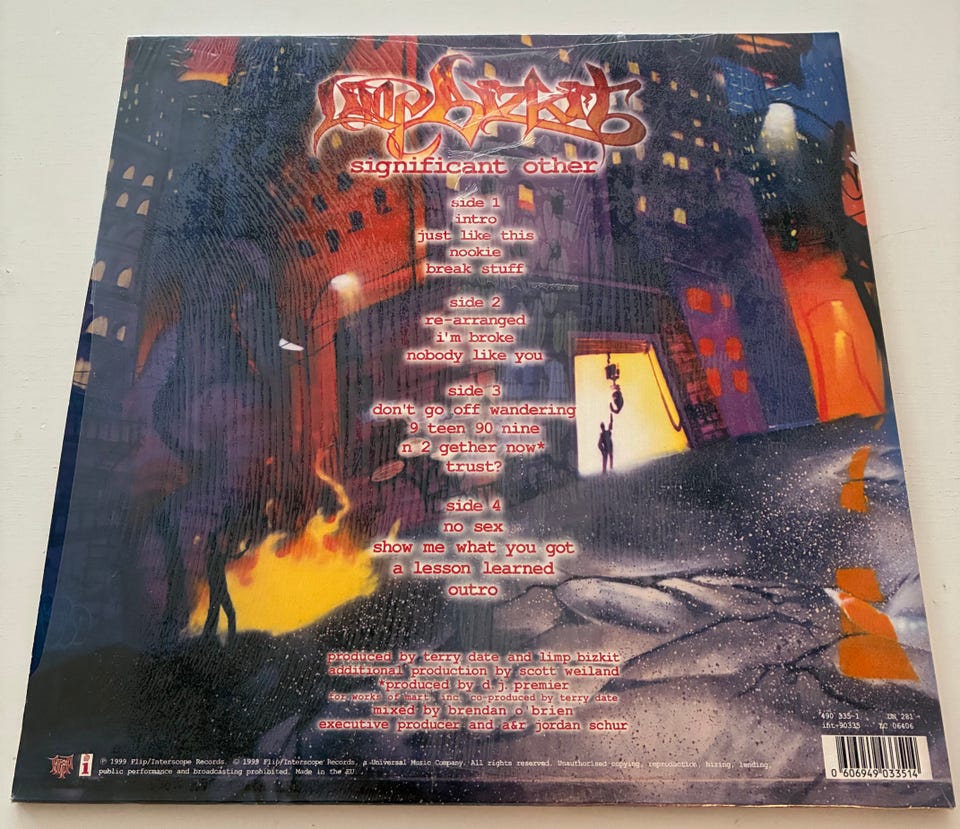 limp bizkit
significant other
side 1
intro
just like this
nookie
break stuff
side 2
re-arranged
i'm broke
nobody like you
side 3
don't go off wandering
9 teen 90 nine
n 2 gether now*
trust?
side 4
no sex
show me what you got
a lesson learned
outro
produced by terry date and limp bizkit
additional production by scott weiland
*produced by d.j. premier
for works of mart, inc. co-produced by terry date
mixed by brendan o'brien
executive producer and a&r jordan schur
490 335-1
int-90335
LC 06406
℗ 1999 Flip/Interscope Records. © 1999 Flip/Interscope Records, a Universal Music Company. All rights reserved. Unauthorised copying, reproduction, hiring, lending,
public performance and broadcasting prohibited. Made in the EU
0 606949 033514